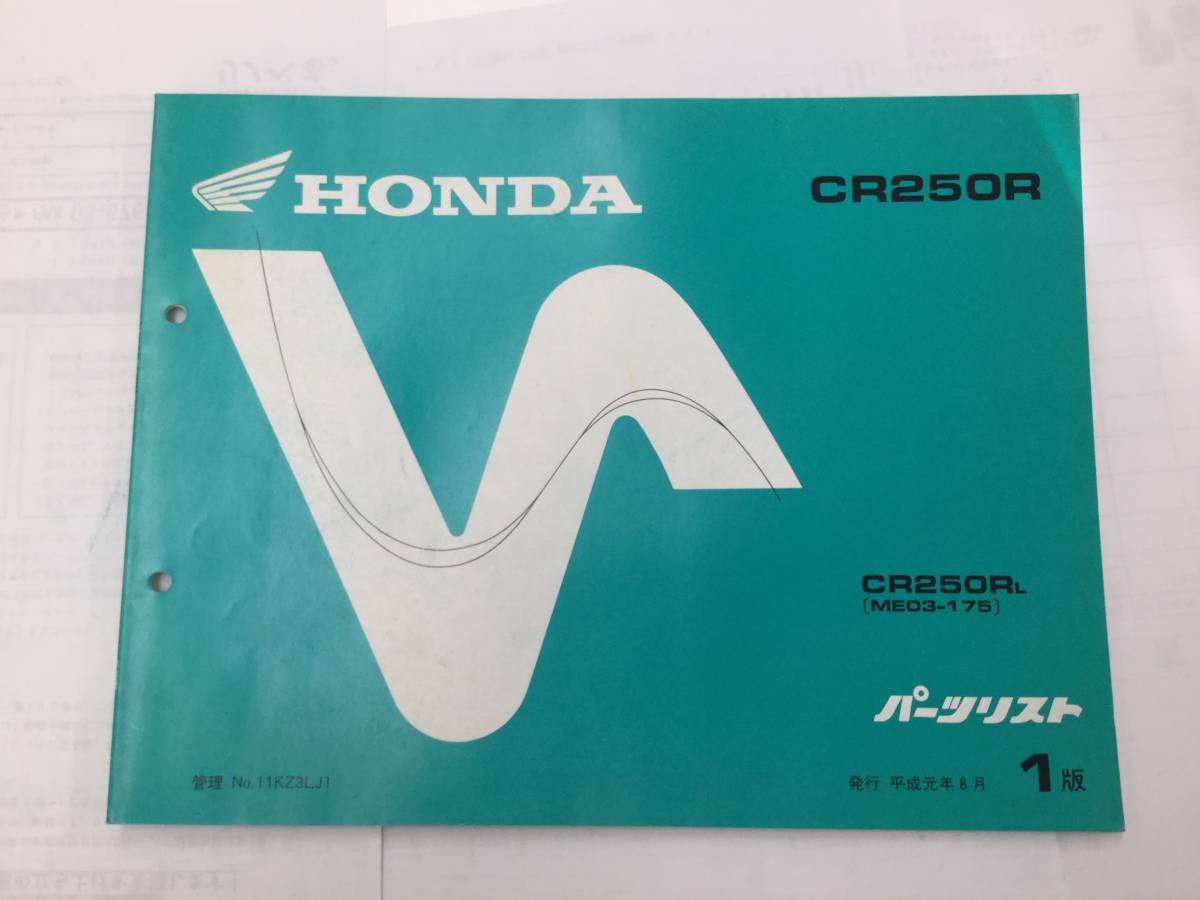 HONDA
CR250R
CR250RL
[ME03-175]
パーツリスト
管理 No.11KZ3LJ1
発行 平成元年8月 1版